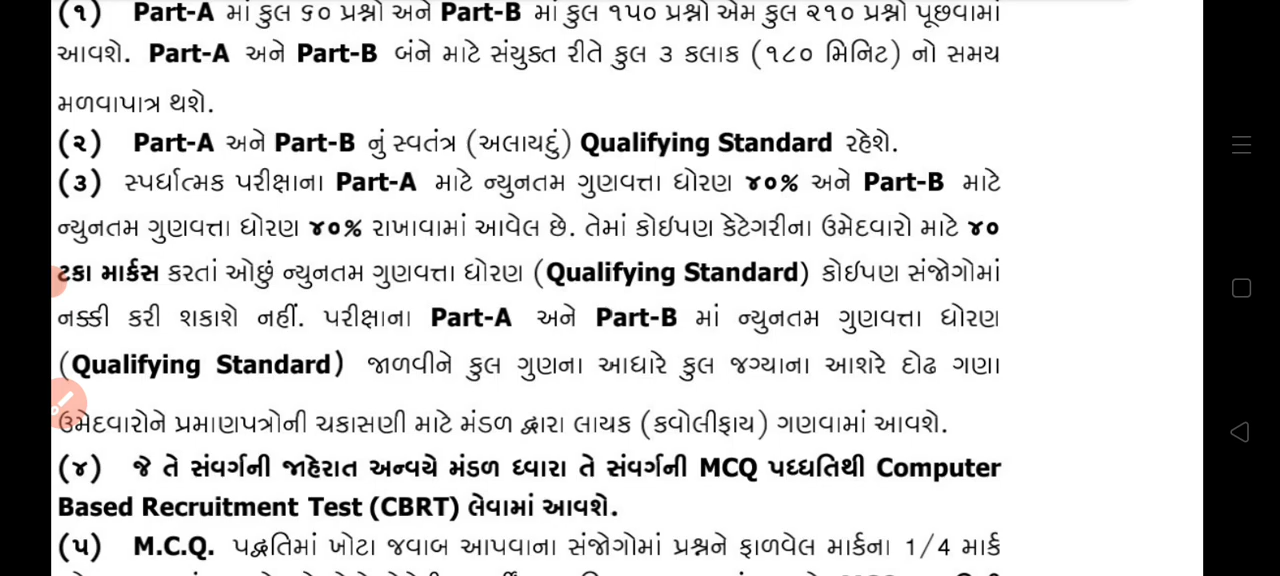 (૧) Part-A માં કુલ ૬૦ પ્રશ્નો અને Part-B માં કુલ ૧૫૦ પ્રશ્નો એમ કુલ ૨૧૦ પ્રશ્નો પૂછવામાં
આવશે. Part-A અને Part-B બંને માટે સંયુક્ત રીતે કુલ ૩ કલાક (૧૮૦ મિનિટ) નો સમય
મળવાપાત્ર થશે.
(૨) Part-A અને Part-B નું સ્વતંત્ર (અલાયદું) Qualifying Standard રહેશે.
(૩) સ્પર્ધાત્મક પરીક્ષાના Part-A માટે ન્યુનતમ ગુણવત્તા ધોરણ ૪૦% અને Part-B માટે
ન્યુનતમ ગુણવત્તા ધોરણ ૪૦% રાખવામાં આવેલ છે. તેમાં કોઈપણ કેટેગરીના ઉમેદવારો માટે ૪૦
ટકા માર્કસ કરતાં ઓછું ન્યુનતમ ગુણવત્તા ધોરણ (Qualifying Standard) કોઈપણ સંજોગોમાં
નક્કી કરી શકાશે નહીં. પરીક્ષાના Part-A અને Part-B માં ન્યુનતમ ગુણવત્તા ધોરણ
(Qualifying Standard) જાળવીને કુલ ગુણના આધારે કુલ જગ્યાના આશરે દોઢ ગણા
ઉમેદવારોને પ્રમાણપત્રોની ચકાસણી માટે મંડળ દ્વારા લાયક (કવોલીફાય) ગણવામાં આવશે.
(૪) જે તે સંવર્ગની જાહેરાત અન્વયે મંડળ ધ્વારા તે સંવર્ગની MCQ પધ્ધતિથી Computer
Based Recruitment Test (CBRT) લેવામાં આવશે.
(૫) M.C.Q. પદ્ધતિમાં ખોટા જવાબ આપવાના સંજોગોમાં પ્રશ્નને ફાળવેલ માર્કના 1/4 માર્ક